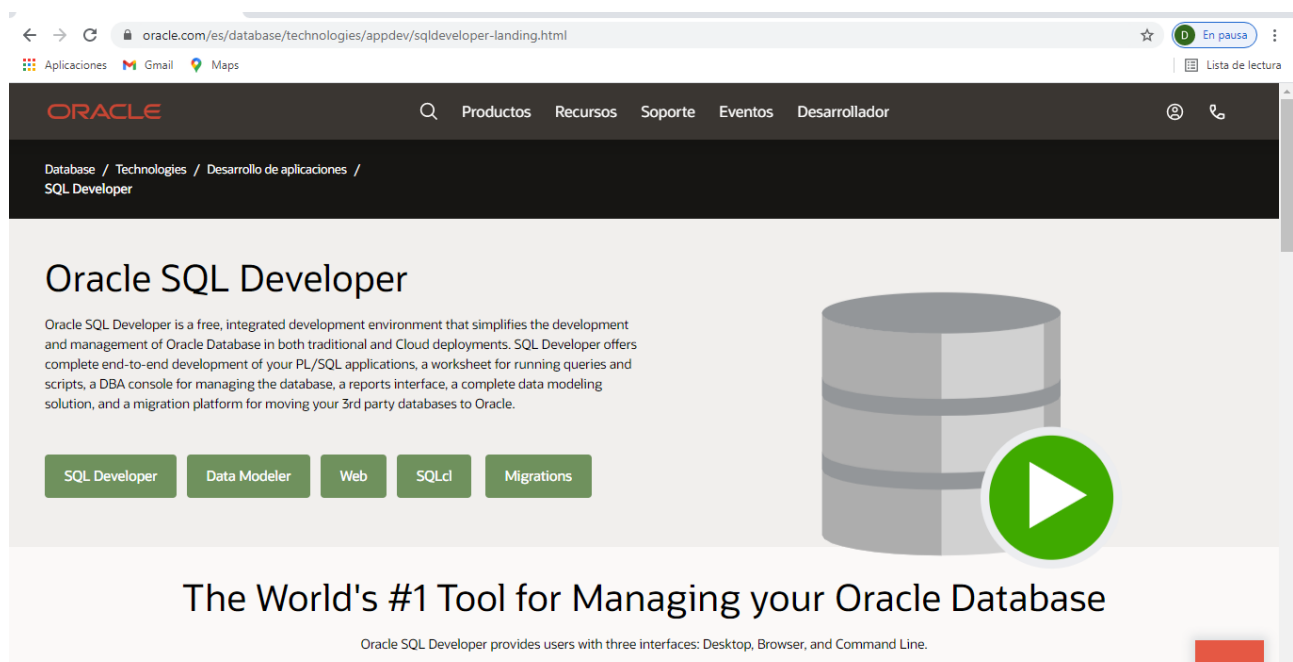 oracle.com/es/database/technologies/appdev/sqldeveloper-landing.html
D En pausa
Aplicaciones Gmail Maps Lista de lectura
ORACLE Productos Recursos Soporte Eventos Desarrollador
Database / Technologies / Desarrollo de aplicaciones /
SQL Developer
Oracle SQL Developer
Oracle SQL Developer is a free, integrated development environment that simplifies the development
and management of Oracle Database in both traditional and Cloud deployments. SQL Developer offers
complete end-to-end development of your PL/SQL applications, a worksheet for running queries and
scripts, a DBA console for managing the database, a reports interface, a complete data modeling
solution, and a migration platform for moving your 3rd party databases to Oracle.
SQL Developer Data Modeler Web SQLcl Migrations
The World's #1 Tool for Managing your Oracle Database
Oracle SQL Developer provides users with three interfaces: Desktop, Browser, and Command Line.